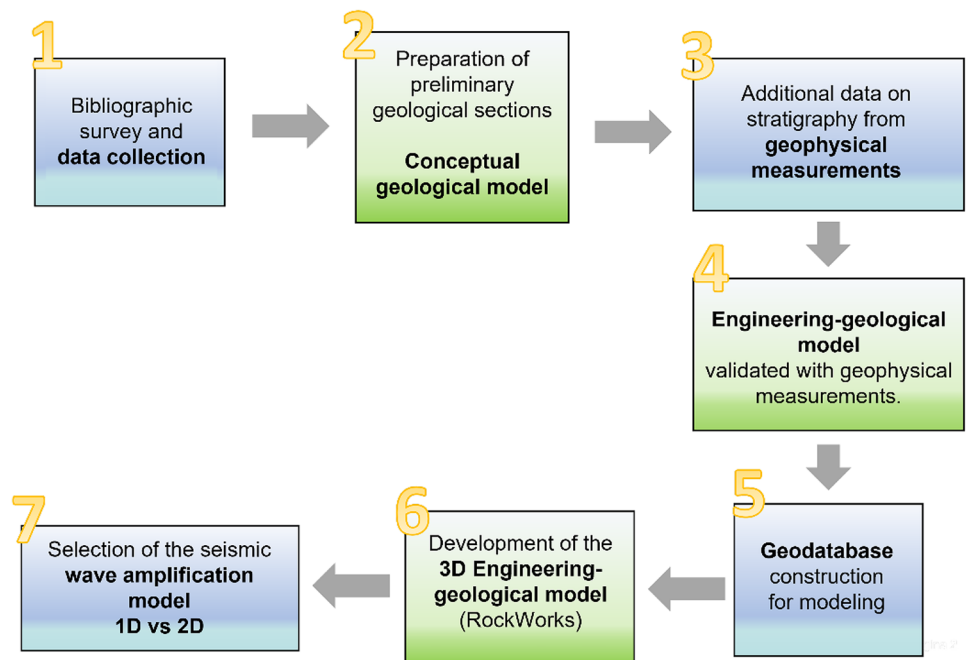 1
Bibliographic
survey and
data collection
2
Preparation of
preliminary
geological sections
Conceptual
geological model
3
Additional data on
stratigraphy from
geophysical
measurements
4
Engineering-geological
model
validated with geophysical
measurements.
5
Geodatabase
construction
for modeling
6
Development of the
3D Engineering-
geological model
(RockWorks)
7
Selection of the seismic
wave amplification
model
1D vs 2D